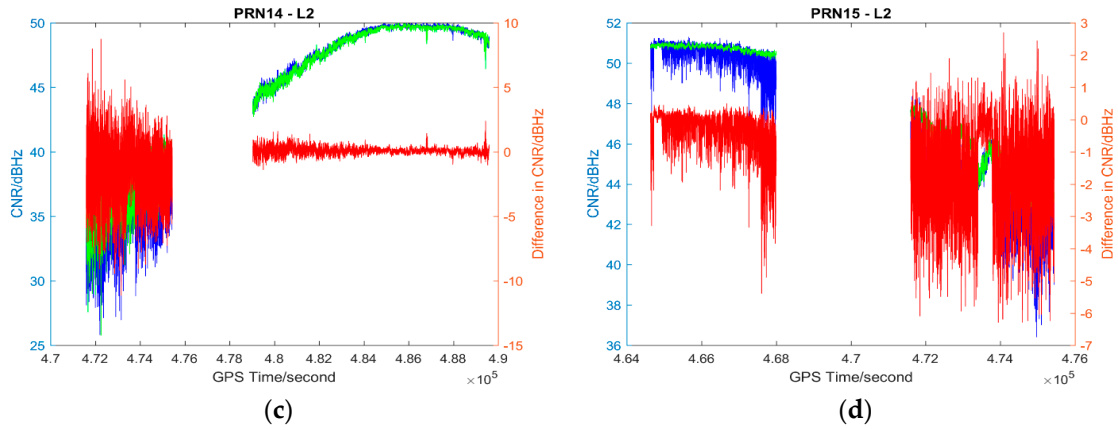 PRN14 - L2
50
45
40
35
30
25
CNR/dBHz
10
5
0
-5
-10
-15
Difference in CNR/dBHz
4.7 4.72 4.74 4.76 4.78 4.8 4.82 4.84 4.86 4.88 4.9
GPS Time/second
×10⁵
(c)
PRN15 - L2
52
50
48
46
44
42
40
38
36
CNR/dBHz
3
2
1
0
-1
-2
-3
-4
-5
-6
-7
Difference in CNR/dBHz
4.64 4.66 4.68 4.7 4.72 4.74 4.76
GPS Time/second
×10⁵
(d)